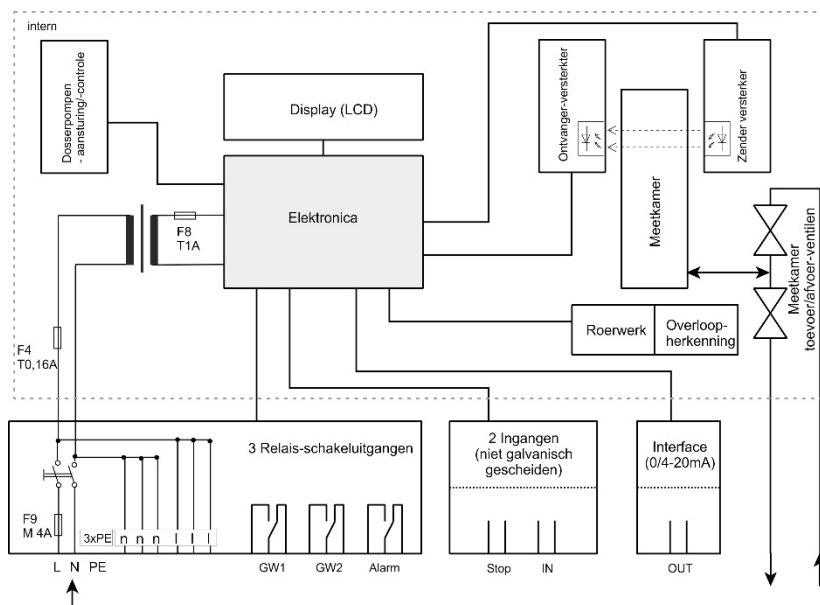 intern
Dosserpompen
- aansturing/-controle
Display (LCD)
Ontvanger-versterkter
Meetkamer
Zender versterker
Elektronica
F8
T1A
Meetkamer
toevoer/afvoer-ventilen
Roerwerk
Overloop-
herkenning
F4
T0,16A
3 Relais-schakeluitgangen
2 Ingangen
(niet galvanisch
gescheiden)
Interface
(0/4-20mA)
F9
M 4A
3xPE n n n l l l
L N PE
GW1
GW2
Alarm
Stop
IN
OUT